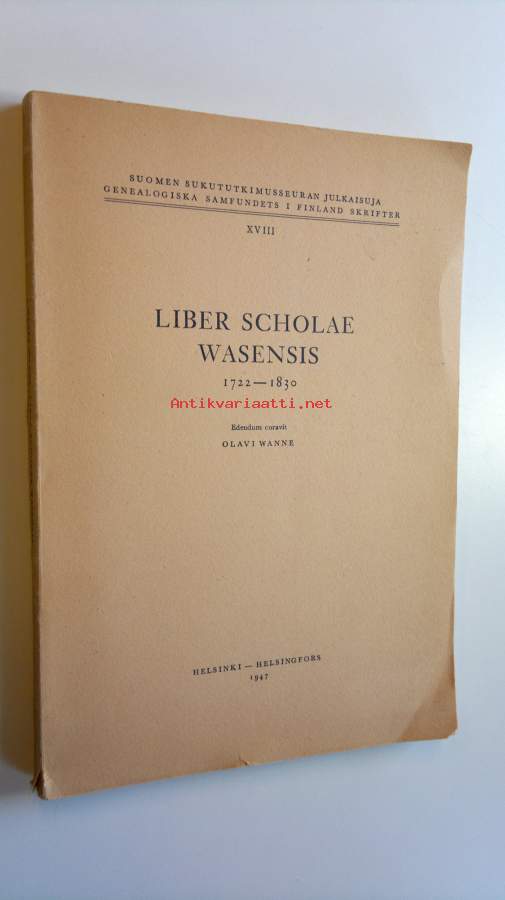 SUOMEN SUKUTUTKIMUSSEURAN JULKAISUJA
GENEALOGISKA SAMFUNDETS I FINLAND SKRIFTER
XVIII
LIBER SCHOLAE
WASENSIS
1722—1830
Antikvariaatti.net
Edendum coravit
OLAVI WANNE
HELSINKI — HELSINGFORS
1947